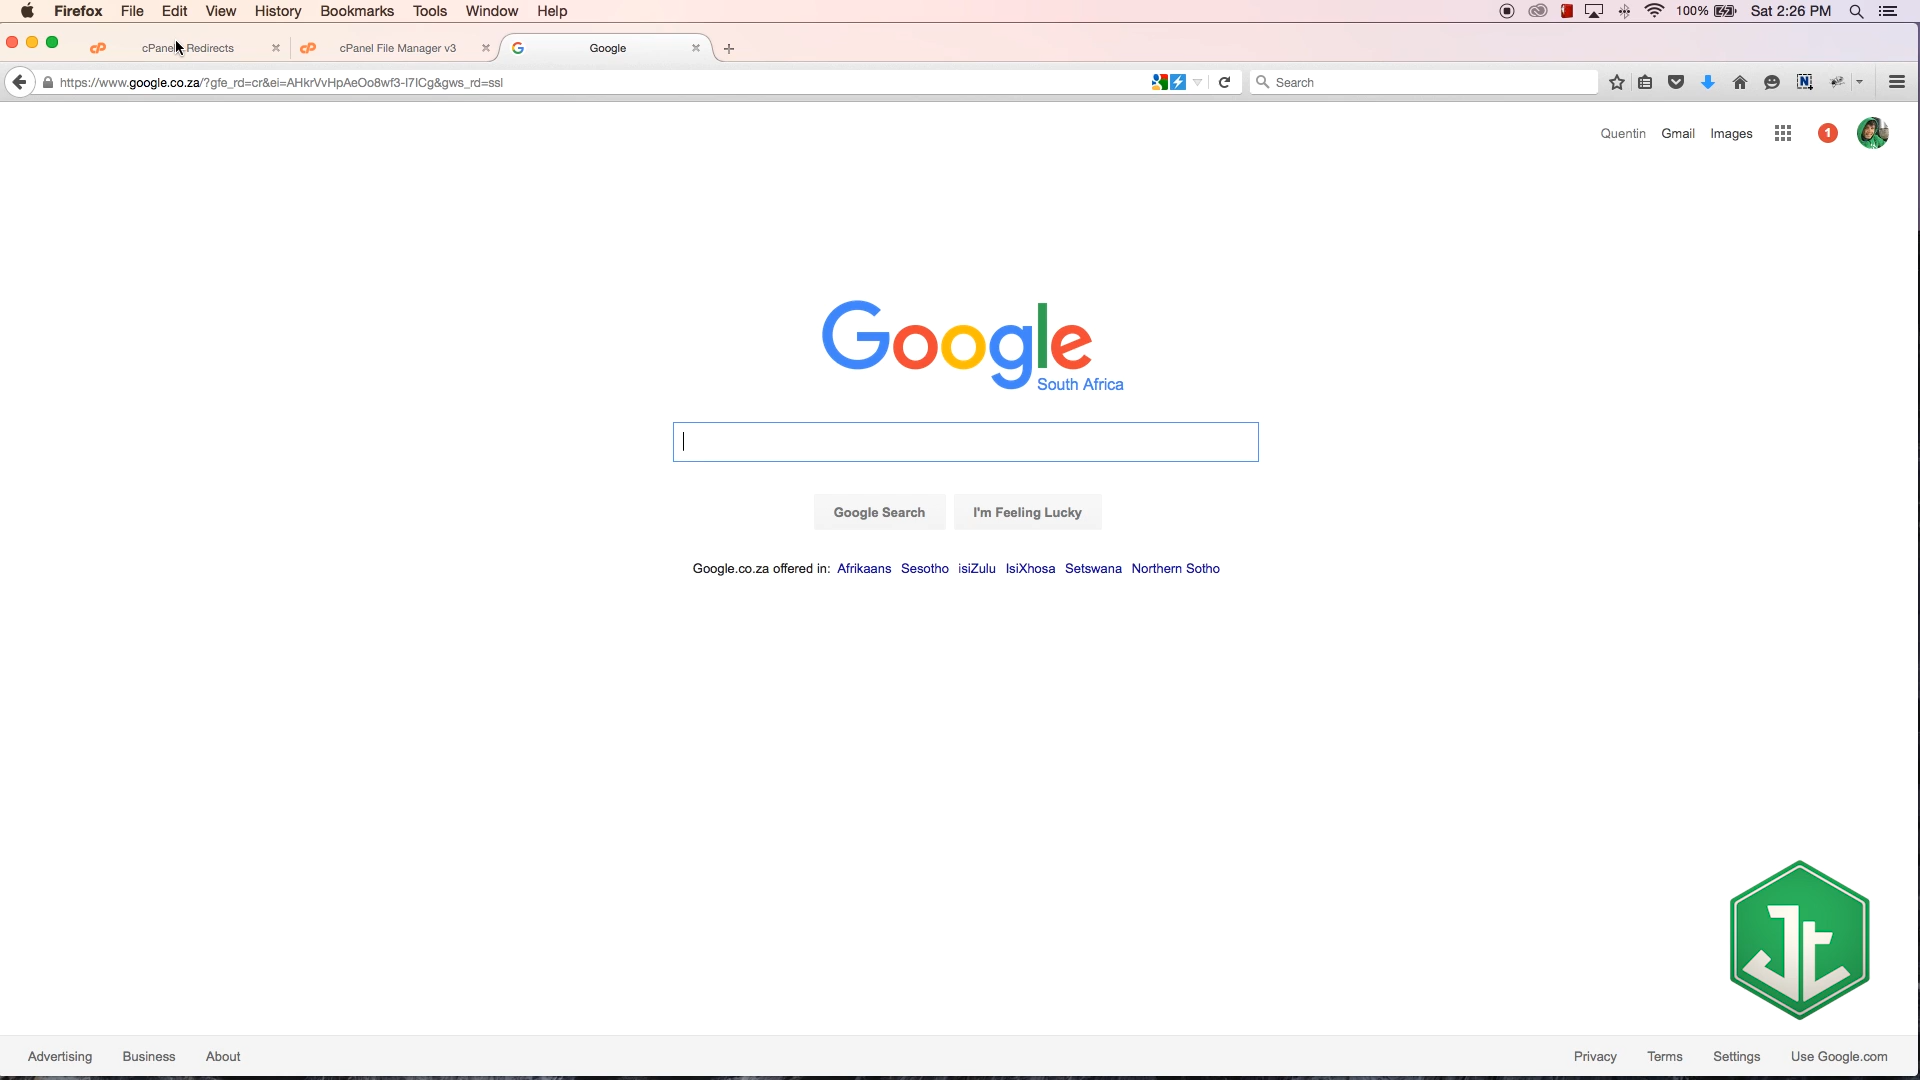 Firefox File Edit View History Bookmarks Tools Window Help 100% Sat 2:26 PM
cPanel Redirects cPanel File Manager v3 Google
https://www.google.co.za/?gfe_rd=cr&ei=AHkrVvHpAeOo8wf3-I7ICg&gws_rd=ssl Search
Quentin Gmail Images 1
Google
South Africa
Google Search I'm Feeling Lucky
Google.co.za offered in: Afrikaans Sesotho isiZulu IsiXhosa Setswana Northern Sotho
JT
Advertising Business About Privacy Terms Settings Use Google.com